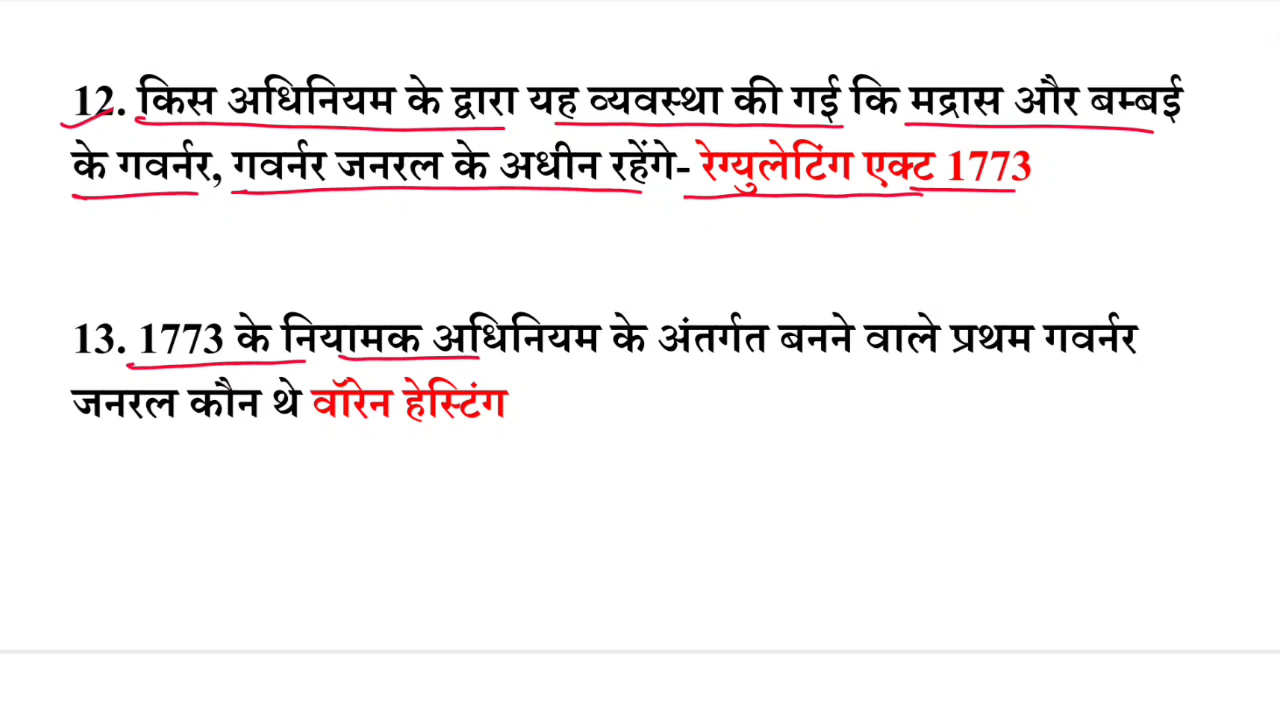 12. किस अधिनियम के द्वारा यह व्यवस्था की गई कि मद्रास और बम्बई
के गवर्नर, गवर्नर जनरल के अधीन रहेंगे- रेग्युलेटिंग एक्ट 1773
13. 1773 के नियामक अधिनियम के अंतर्गत बनने वाले प्रथम गवर्नर
जनरल कौन थे वॉरेन हेस्टिंग